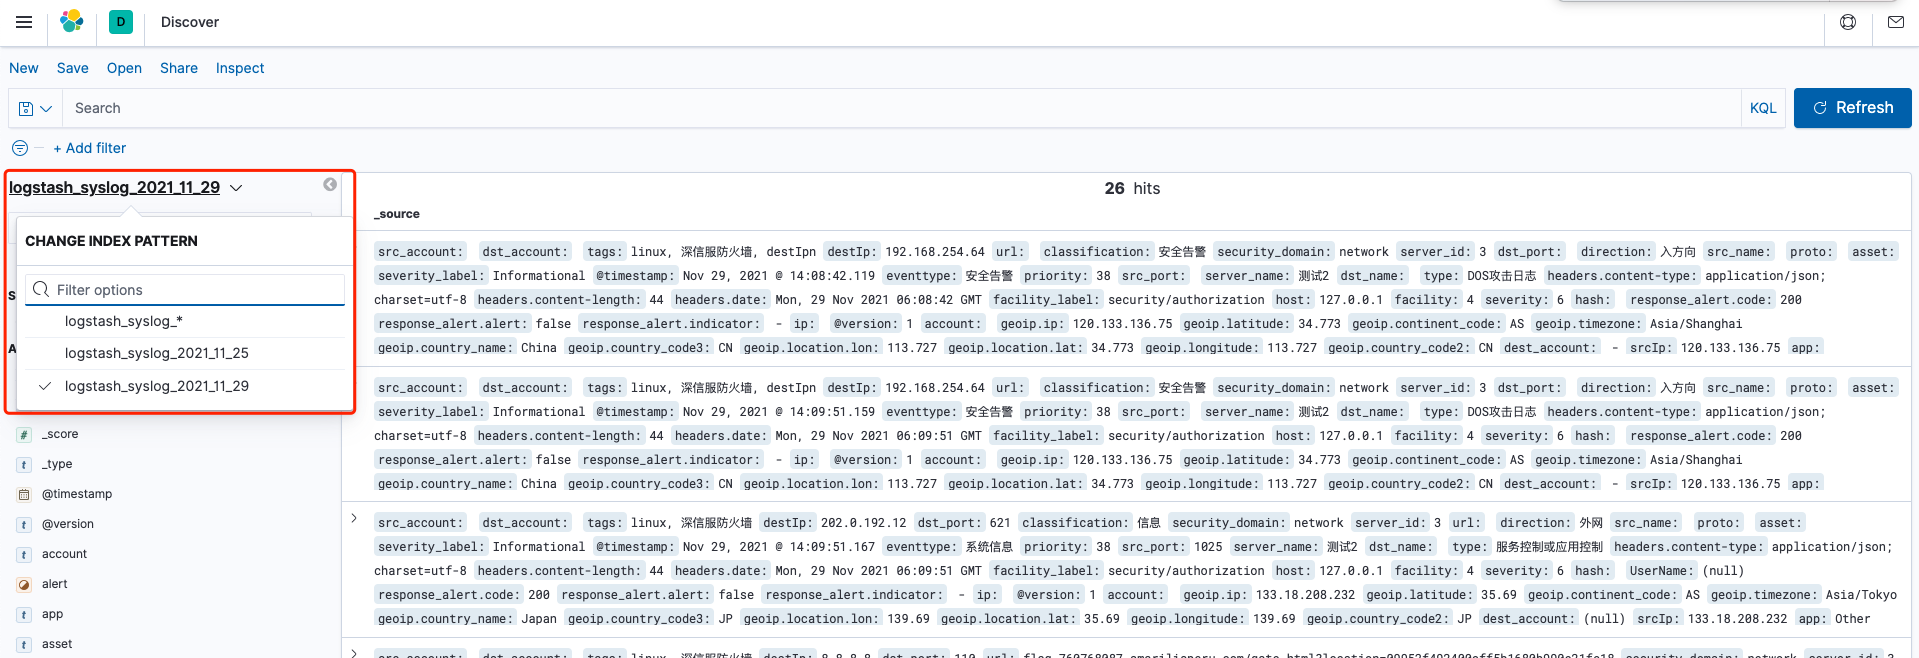 D Discover
New Save Open Share Inspect
Search KQL Refresh
+ Add filter
logstash_syslog_2021_11_29
CHANGE INDEX PATTERN
Filter options
logstash_syslog_*
logstash_syslog_2021_11_25
logstash_syslog_2021_11_29
# _score
t _type
@timestamp
t @version
t account
alert
t app
t asset
26 hits
_source
src_account: dst_account: tags: linux, 深信服防火墙, destIpn destIp: 192.168.254.64 url: classification: 安全告警 security_domain: network server_id: 3 dst_port: direction: 入方向 src_name: proto: asset:
severity_label: Informational @timestamp: Nov 29, 2021 @ 14:08:42.119 eventtype: 安全告警 priority: 38 src_port: server_name: 测试2 dst_name: type: DOS攻击日志 headers.content-type: application/json;
charset=utf-8 headers.content-length: 44 headers.date: Mon, 29 Nov 2021 06:08:42 GMT facility_label: security/authorization host: 127.0.0.1 facility: 4 severity: 6 hash: response_alert.code: 200
response_alert.alert: false response_alert.indicator: - ip: @version: 1 account: geoip.ip: 120.133.136.75 geoip.latitude: 34.773 geoip.continent_code: AS geoip.timezone: Asia/Shanghai
geoip.country_name: China geoip.country_code3: CN geoip.location.lon: 113.727 geoip.location.lat: 34.773 geoip.longitude: 113.727 geoip.country_code2: CN dest_account: - srcIp: 120.133.136.75 app:
src_account: dst_account: tags: linux, 深信服防火墙, destIpn destIp: 192.168.254.64 url: classification: 安全告警 security_domain: network server_id: 3 dst_port: direction: 入方向 src_name: proto: asset:
severity_label: Informational @timestamp: Nov 29, 2021 @ 14:09:51.159 eventtype: 安全告警 priority: 38 src_port: server_name: 测试2 dst_name: type: DOS攻击日志 headers.content-type: application/json;
charset=utf-8 headers.content-length: 44 headers.date: Mon, 29 Nov 2021 06:09:51 GMT facility_label: security/authorization host: 127.0.0.1 facility: 4 severity: 6 hash: response_alert.code: 200
response_alert.alert: false response_alert.indicator: - ip: @version: 1 account: geoip.ip: 120.133.136.75 geoip.latitude: 34.773 geoip.continent_code: AS geoip.timezone: Asia/Shanghai
geoip.country_name: China geoip.country_code3: CN geoip.location.lon: 113.727 geoip.location.lat: 34.773 geoip.longitude: 113.727 geoip.country_code2: CN dest_account: - srcIp: 120.133.136.75 app:
src_account: dst_account: tags: linux, 深信服防火墙 destIp: 202.0.192.12 dst_port: 621 classification: 信息 security_domain: network server_id: 3 url: direction: 外网 src_name: proto: asset:
severity_label: Informational @timestamp: Nov 29, 2021 @ 14:09:51.167 eventtype: 系统信息 priority: 38 src_port: 1025 server_name: 测试2 dst_name: type: 服务控制或应用控制 headers.content-type: application/json;
charset=utf-8 headers.content-length: 44 headers.date: Mon, 29 Nov 2021 06:09:51 GMT facility_label: security/authorization host: 127.0.0.1 facility: 4 severity: 6 hash: UserName: (null)
response_alert.code: 200 response_alert.alert: false response_alert.indicator: - ip: @version: 1 account: geoip.ip: 133.18.208.232 geoip.latitude: 35.69 geoip.continent_code: AS geoip.timezone: Asia/Tokyo
geoip.country_name: Japan geoip.country_code3: JP geoip.location.lon: 139.69 geoip.location.lat: 35.69 geoip.longitude: 139.69 geoip.country_code2: JP dest_account: (null) srcIp: 133.18.208.232 app: Other